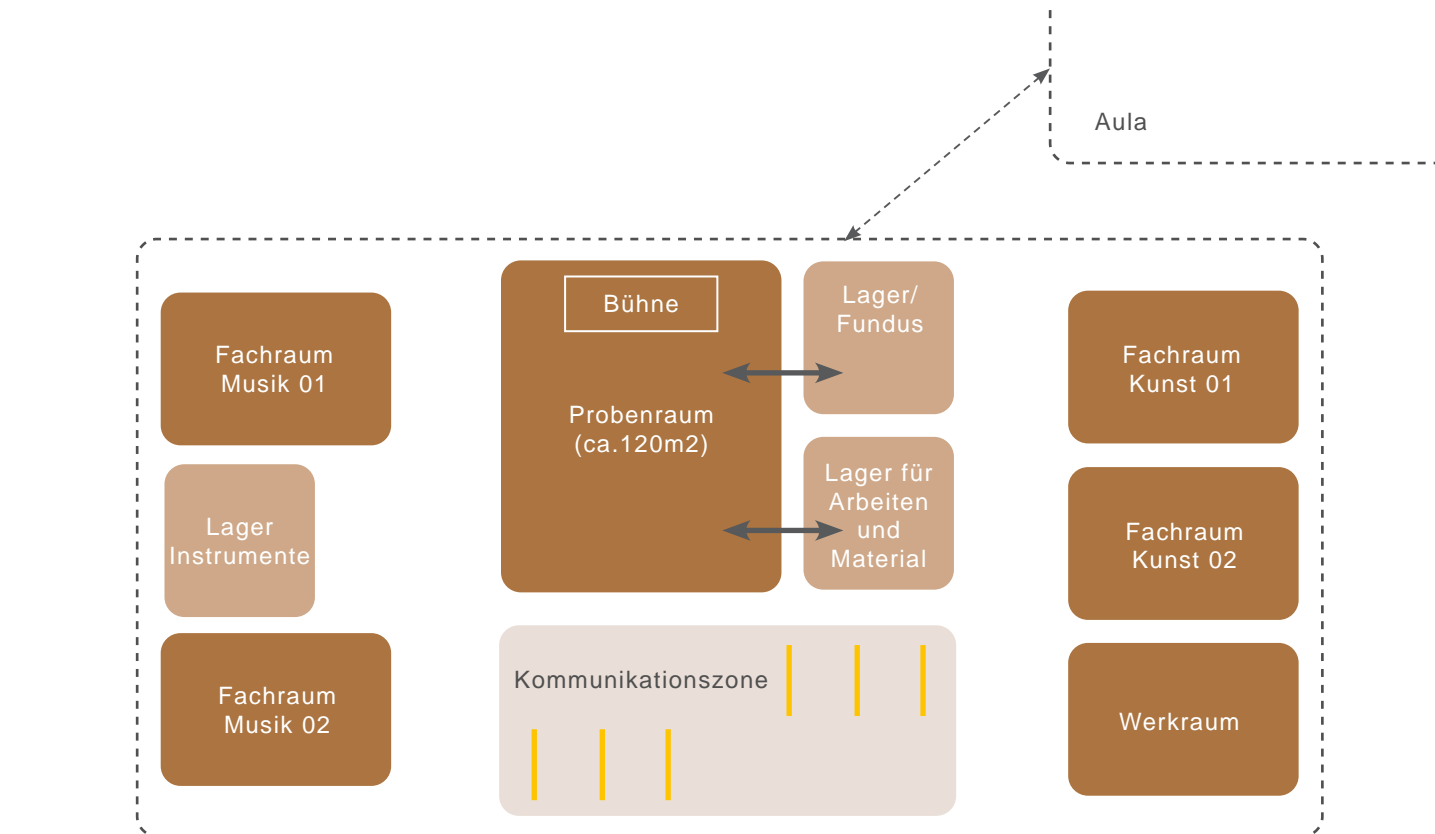 Aula
Bühne
Lager/
Fundus
Fachraum
Musik 01
Fachraum
Kunst 01
Probenraum
(ca.120m2)
Lager für
Arbeiten
und
Material
Lager
Instrumente
Fachraum
Kunst 02
Kommunikationszone
Fachraum
Musik 02
Werkraum